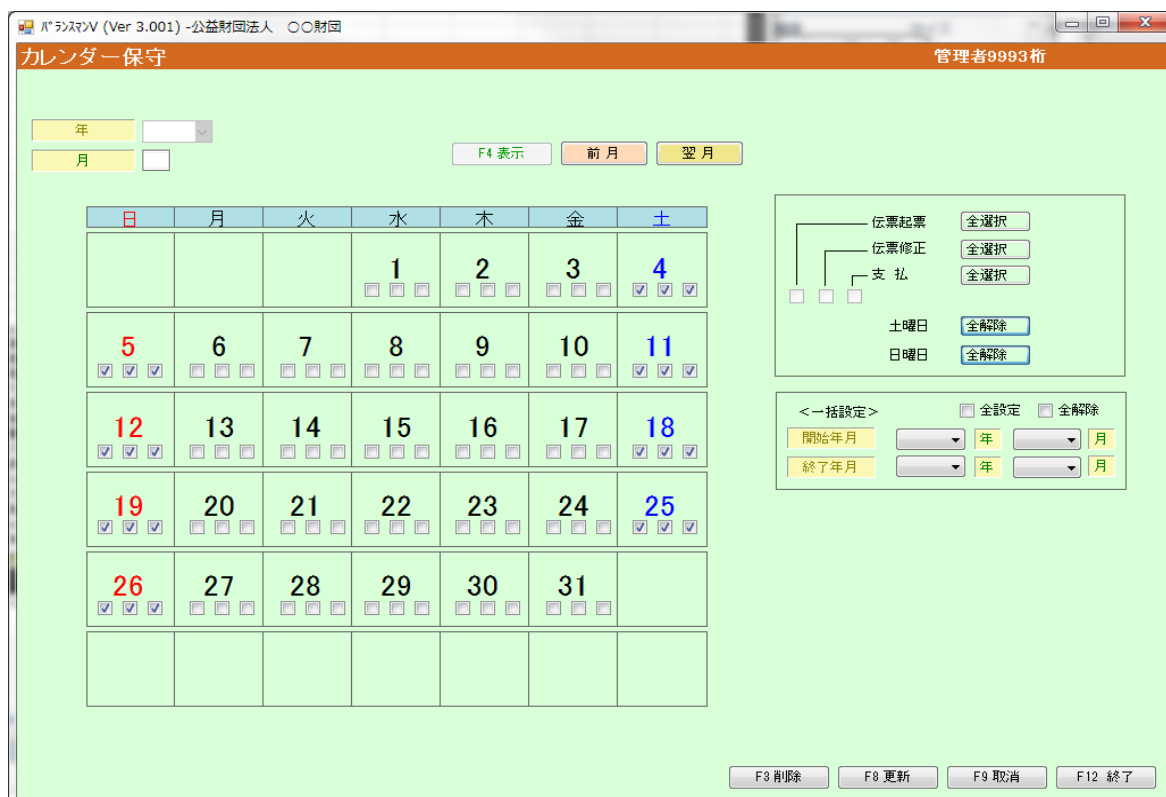 ﾊﾞﾗﾝｽﾏﾝV (Ver 3.001) -公益財団法人　○○財団
カレンダー保守 管理者9993桁
年
月
F4 表示 前 月 翌 月
日 月 火 水 木 金 土
1 2 3 4
5 6 7 8 9 10 11
12 13 14 15 16 17 18
19 20 21 22 23 24 25
26 27 28 29 30 31
伝票起票 全選択
伝票修正 全選択
支 払 全選択
土曜日 全解除
日曜日 全解除
<一括設定> 全設定 全解除
開始年月 年 月
終了年月 年 月
F3 削除 F8 更新 F9 取消 F12 終了